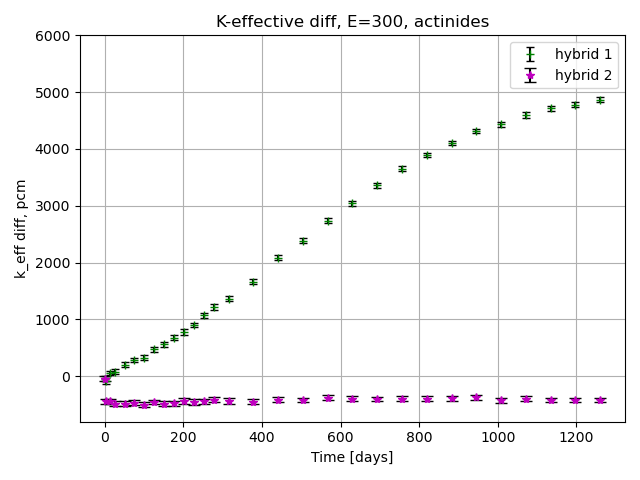 K-effective diff, E=300, actinides
hybrid 1
hybrid 2
k_eff diff, pcm
6000
5000
4000
3000
2000
1000
0
0 200 400 600 800 1000 1200
Time [days]